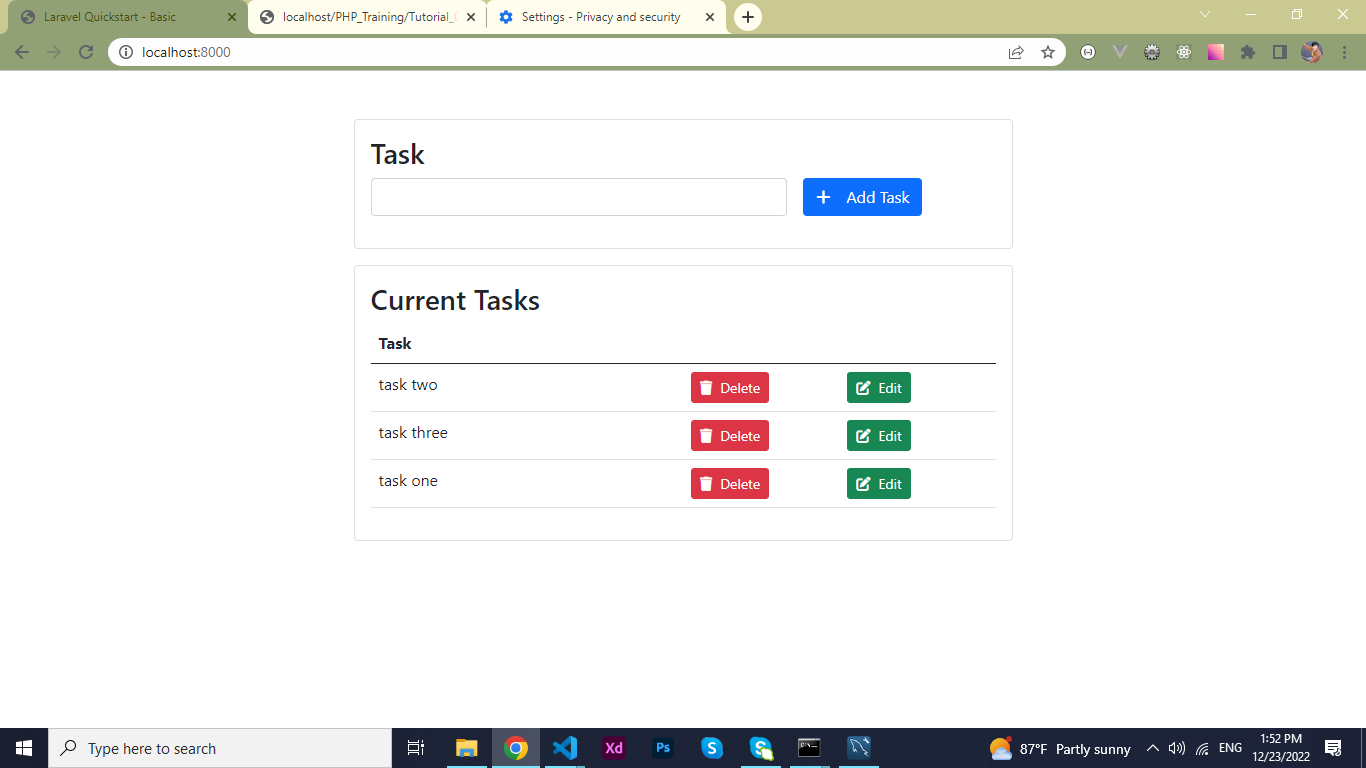 Laravel Quickstart - Basic
localhost/PHP_Training/Tutorial_
Settings - Privacy and security
localhost:8000
Task
Add Task
Current Tasks
Task
task two Delete Edit
task three Delete Edit
task one Delete Edit
Type here to search
Xd
Ps
S
87°F Partly sunny
ENG
1:52 PM
12/23/2022